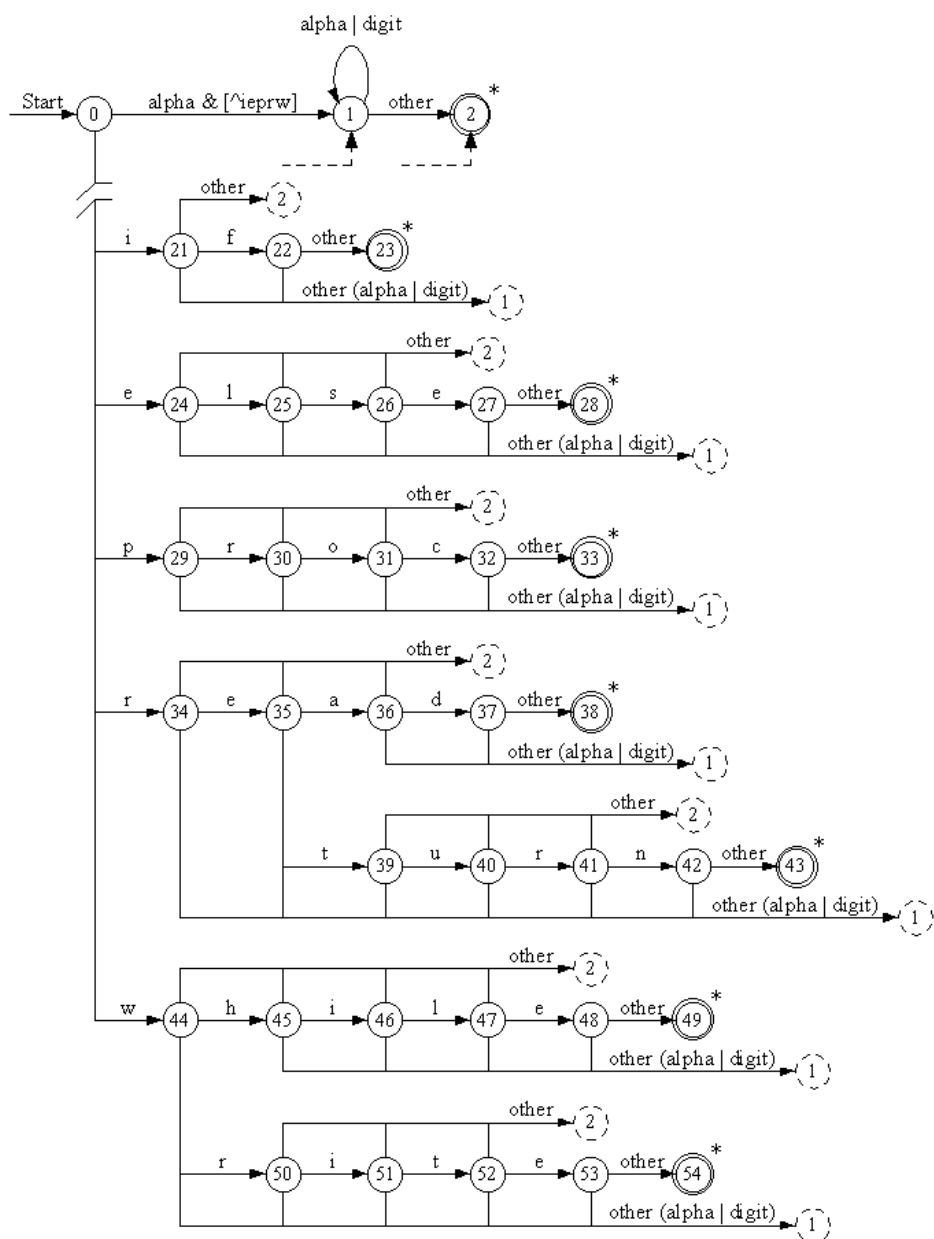 alpha | digit
Start 0 alpha & [^ieprw] 1 other 2 *
other 2
i 21 f 22 other 23 *
other (alpha | digit) 1
other 2
e 24 l 25 s 26 e 27 other 28 *
other (alpha | digit) 1
other 2
p 29 r 30 o 31 c 32 other 33 *
other (alpha | digit) 1
other 2
r 34 e 35 a 36 d 37 other 38 *
other (alpha | digit) 1
other 2
t 39 u 40 r 41 n 42 other 43 *
other (alpha | digit) 1
other 2
w 44 h 45 i 46 l 47 e 48 other 49 *
other (alpha | digit) 1
other 2
r 50 i 51 t 52 e 53 other 54 *
other (alpha | digit) 1